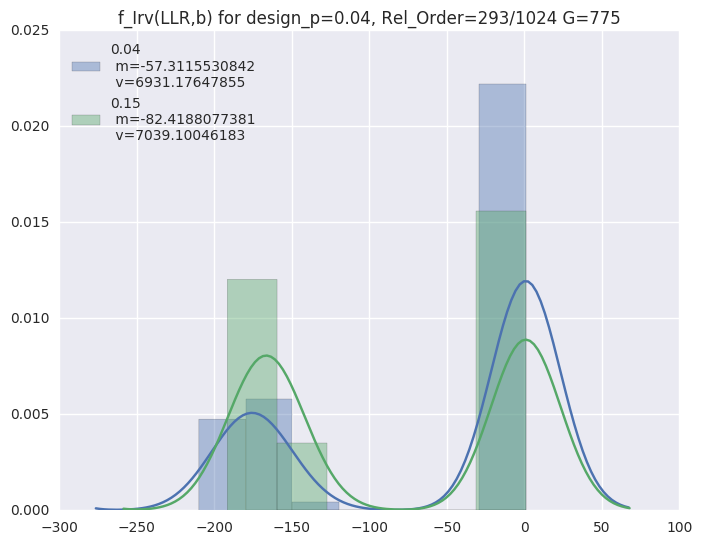 f_Irv(LLR,b) for design_p=0.04, Rel_Order=293/1024 G=775
0.04
m=-57.3115530842
v=6931.17647855
0.15
m=-82.4188077381
v=7039.10046183
0.025
0.020
0.015
0.010
0.005
0.000
−300 −250 −200 −150 −100 −50 0 50 100